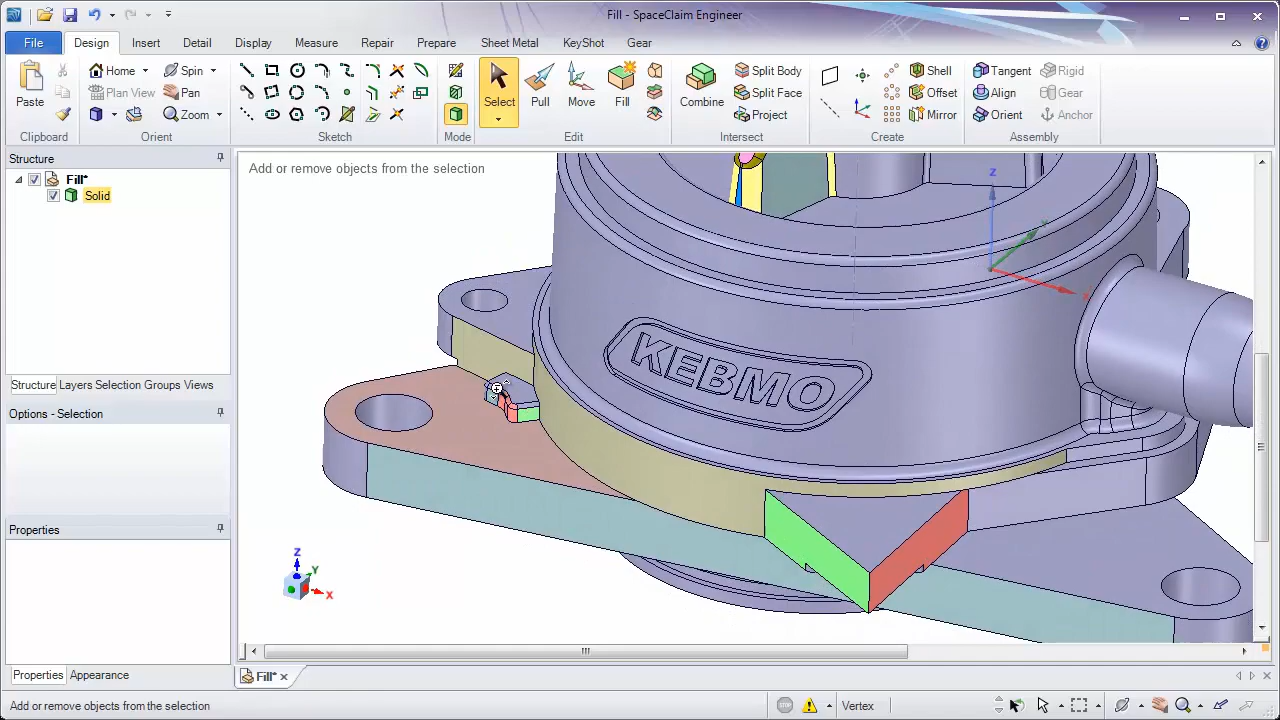 Fill - SpaceClaim Engineer
File Design Insert Detail Display Measure Repair Prepare Sheet Metal KeyShot Gear
Home Spin Select Pull Move Fill Combine Split Body Shell Tangent Rigid
Paste Plan View Pan Split Face Offset Align Gear
Zoom Project Mirror Orient Anchor
Clipboard Orient Sketch Mode Edit Intersect Create Assembly
Structure
Add or remove objects from the selection
Fill*
Solid
Z
X
KEBMO
Structure Layers Selection Groups Views
Options - Selection
Properties
Z
Y
X
Properties Appearance
Fill*
Add or remove objects from the selection Vertex